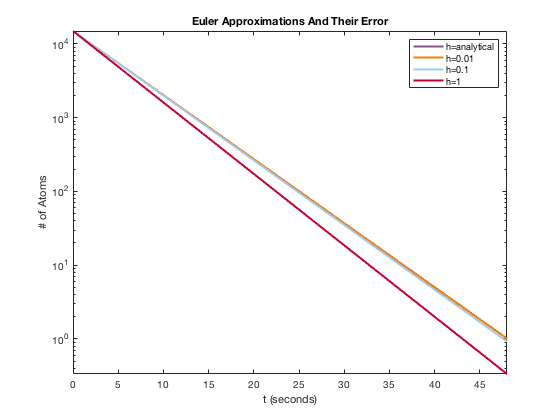 Euler Approximations And Their Error
h=analytical
h=0.01
h=0.1
h=1
10^4
10^3
10^2
10^1
10^0
# of Atoms
0 5 10 15 20 25 30 35 40 45
t (seconds)